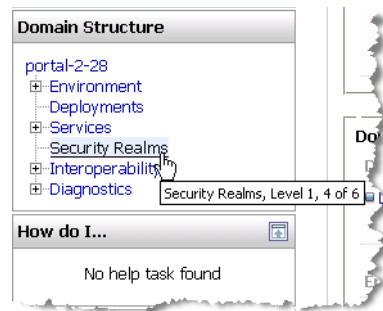 Domain Structure
portal-2-28
Environment
Deployments
Services
Security Realms
Interoperability
Diagnostics
Security Realms, Level 1, 4 of 6
How do I...
No help task found